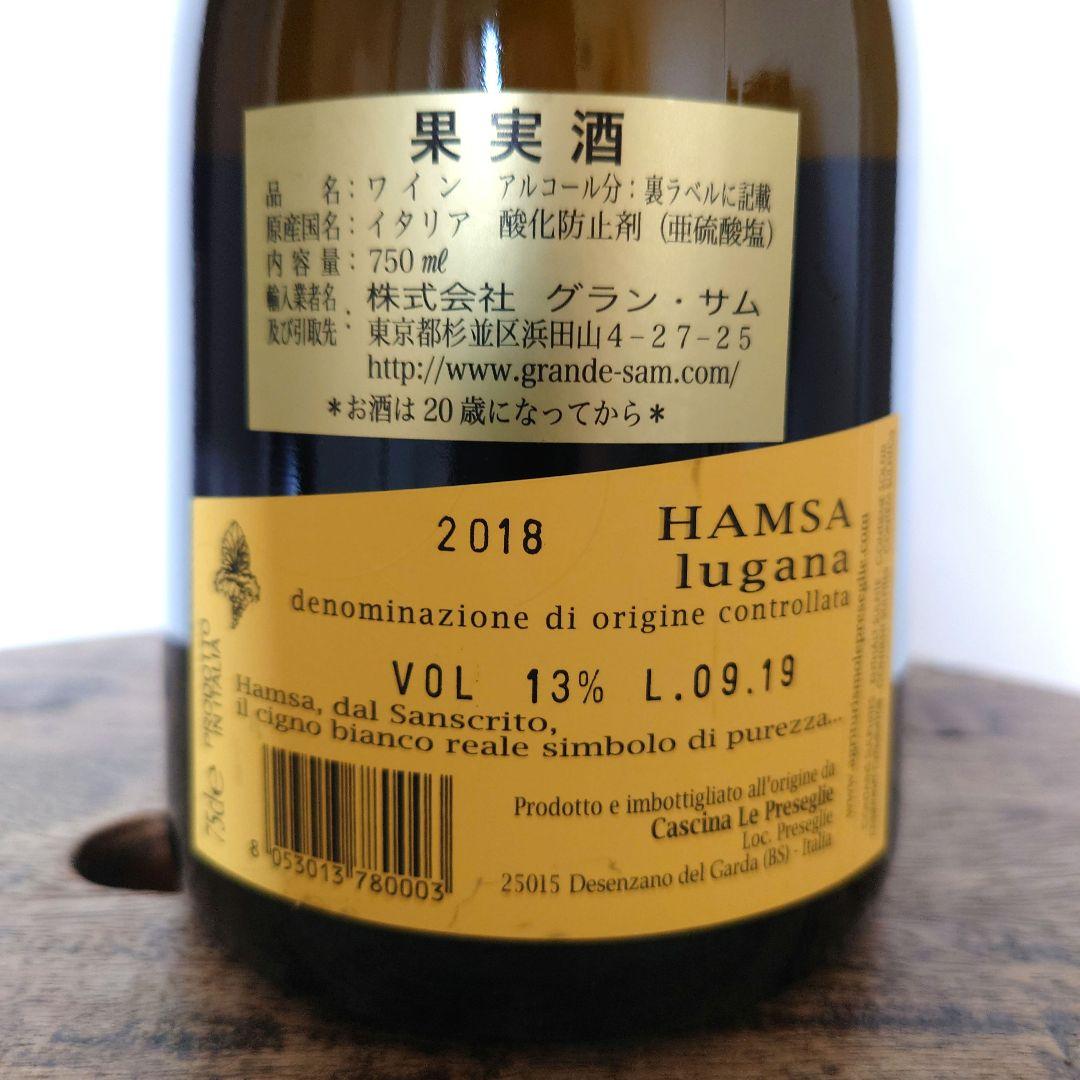 果実酒
品 名：ワイン アルコール分：裏ラベルに記載
原産国名：イタリア 酸化防止剤（亜硫酸塩）
内容量：750㎖
輸入業者名
及び引取先：株式会社 グラン・サム
東京都杉並区浜田山4-27-25
http://www.grande-sam.com/
＊お酒は20歳になってから＊
2018
HAMSA
lugana
denominazione di origine controllata
VOL 13% L.09.19
Hamsa, dal Sanscrito,
il cigno bianco reale simbolo di purezza...
PRODOTTO
IN ITALIA
75cl e
8 053013 780003
Prodotto e imbottigliato all'origine da
Cascina Le Preseglie
Loc. Preseglie
25015 Desenzano del Garda (BS) - Italia